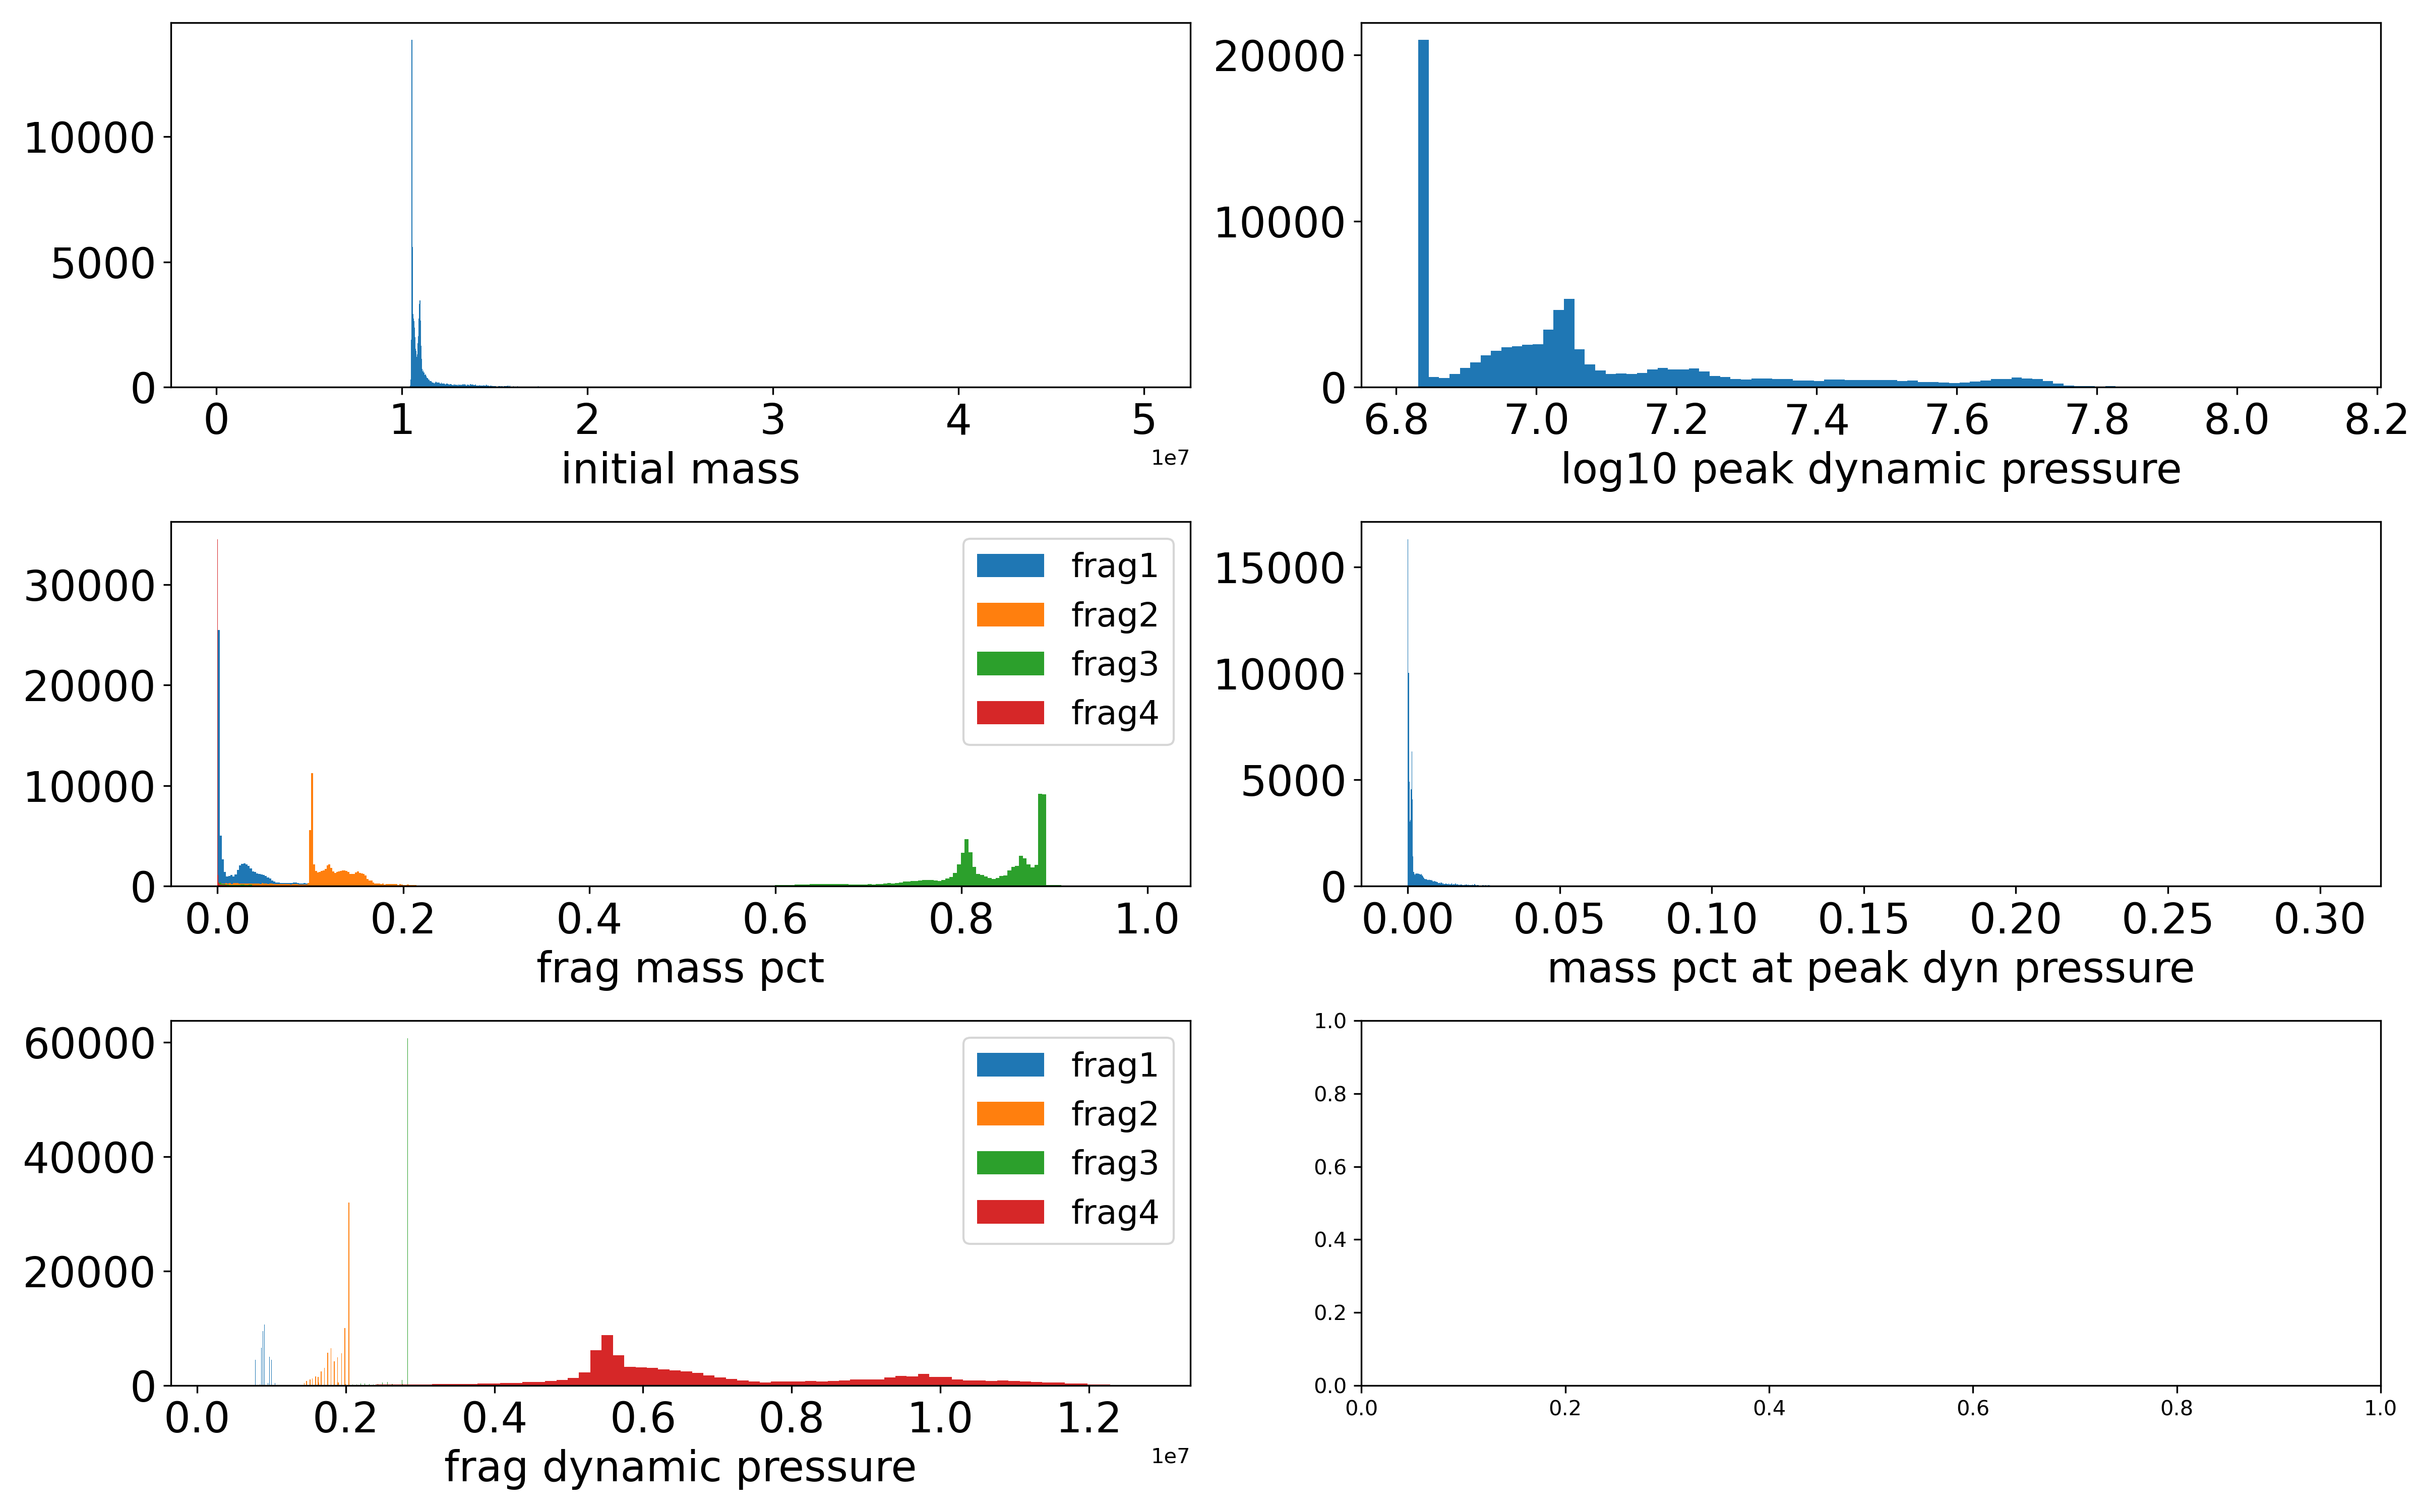 10000
5000
0
0 1 2 3 4 5
1e7
initial mass
20000
10000
0
6.8 7.0 7.2 7.4 7.6 7.8 8.0 8.2
log10 peak dynamic pressure
30000
20000
10000
0
frag1
frag2
frag3
frag4
0.0 0.2 0.4 0.6 0.8 1.0
frag mass pct
15000
10000
5000
0
0.00 0.05 0.10 0.15 0.20 0.25 0.30
mass pct at peak dyn pressure
60000
40000
20000
0
frag1
frag2
frag3
frag4
0.0 0.2 0.4 0.6 0.8 1.0 1.2
1e7
frag dynamic pressure
1.0
0.8
0.6
0.4
0.2
0.0
0.0 0.2 0.4 0.6 0.8 1.0